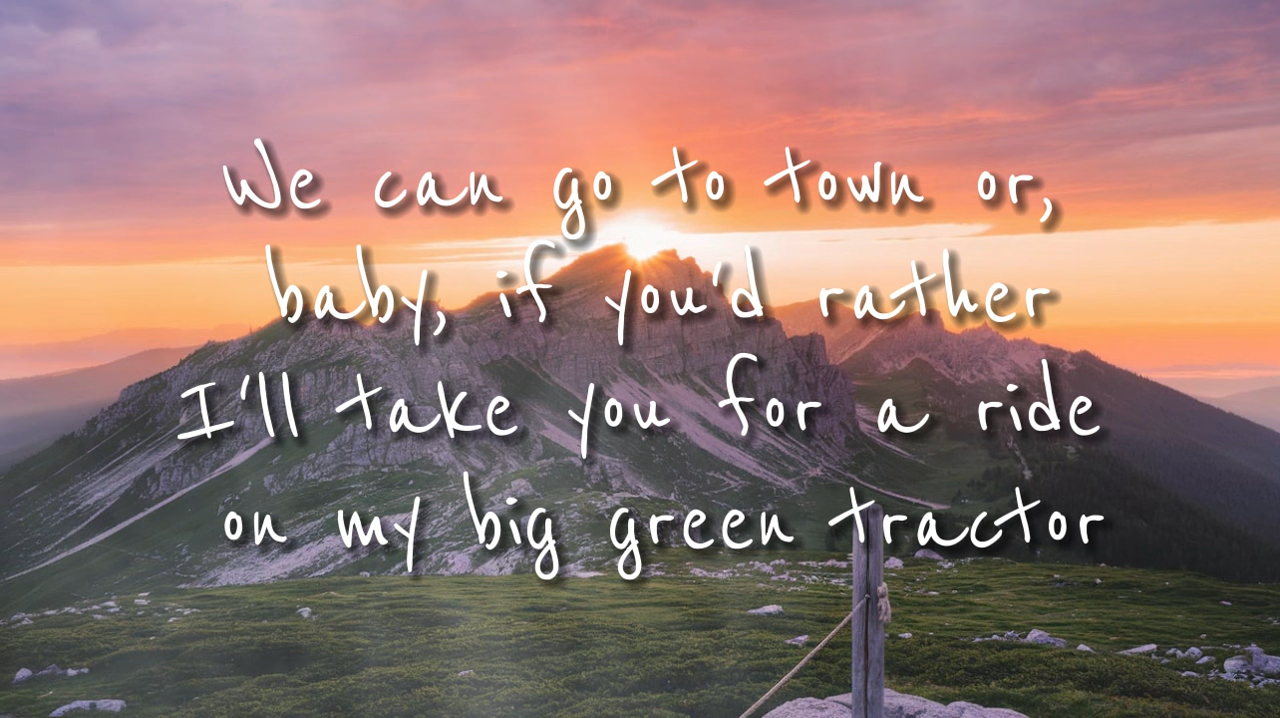 We can go to town or,
baby, if you'd rather
I'll take you for a ride
on my big green tractor